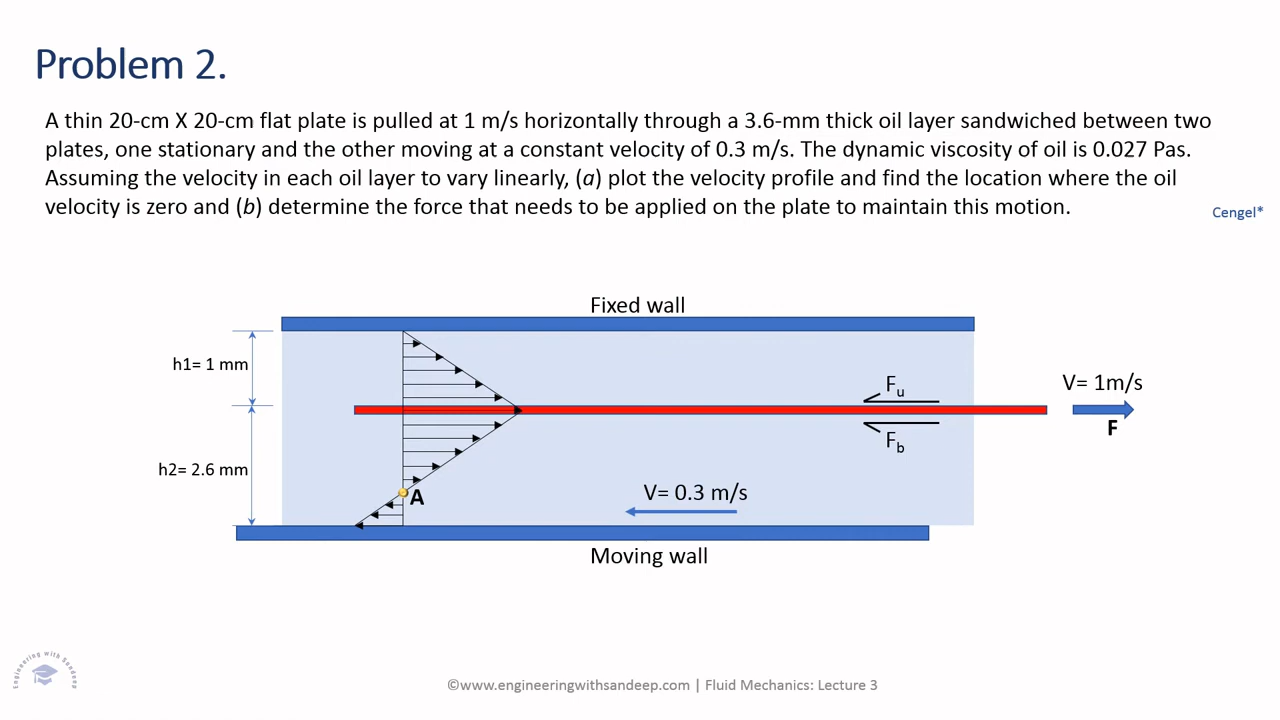 Problem 2.
A thin 20-cm X 20-cm flat plate is pulled at 1 m/s horizontally through a 3.6-mm thick oil layer sandwiched between two
plates, one stationary and the other moving at a constant velocity of 0.3 m/s. The dynamic viscosity of oil is 0.027 Pas.
Assuming the velocity in each oil layer to vary linearly, (a) plot the velocity profile and find the location where the oil
velocity is zero and (b) determine the force that needs to be applied on the plate to maintain this motion.
Cengel*
Fixed wall
h1= 1 mm
Fu
V= 1m/s
F
Fb
h2= 2.6 mm
A
V= 0.3 m/s
Moving wall
Engineering with Sandeep
©www.engineeringwithsandeep.com | Fluid Mechanics: Lecture 3